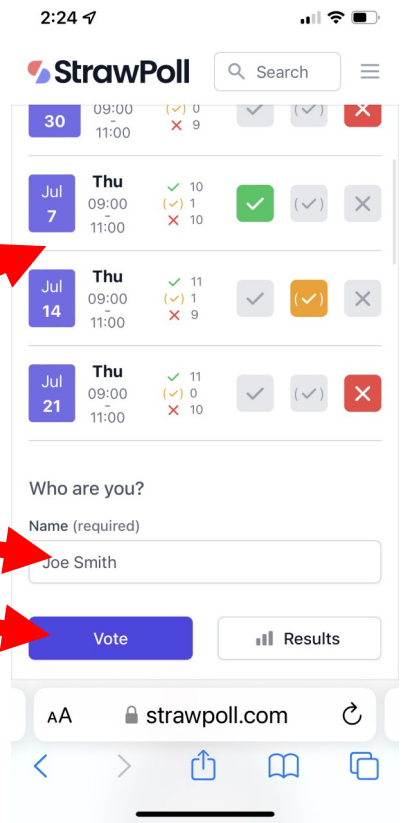 2:24
StrawPoll
Search
30
09:00
-
11:00
(✓) 0
✕ 9
Jul
7
Thu
09:00
-
11:00
✓ 10
(✓) 1
✕ 10
Jul
14
Thu
09:00
-
11:00
✓ 11
(✓) 1
✕ 9
Jul
21
Thu
09:00
-
11:00
✓ 11
(✓) 0
✕ 10
Who are you?
Name (required)
Joe Smith
Vote
Results
AA
strawpoll.com